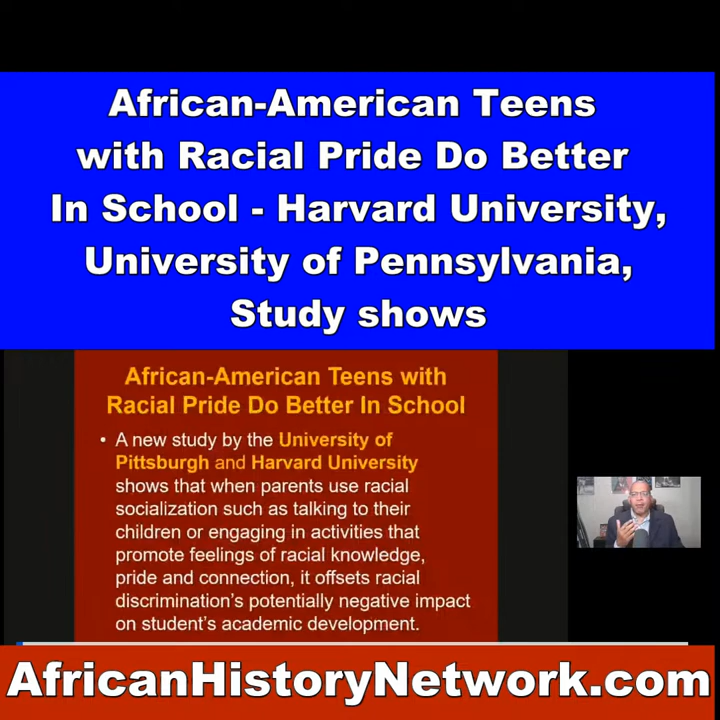 African-American Teens
with Racial Pride Do Better
In School - Harvard University,
University of Pennsylvania,
Study shows
African-American Teens with
Racial Pride Do Better In School
• A new study by the University of
Pittsburgh and Harvard University
shows that when parents use racial
socialization such as talking to their
children or engaging in activities that
promote feelings of racial knowledge,
pride and connection, it offsets racial
discrimination's potentially negative impact
on student's academic development.
AfricanHistoryNetwork.com